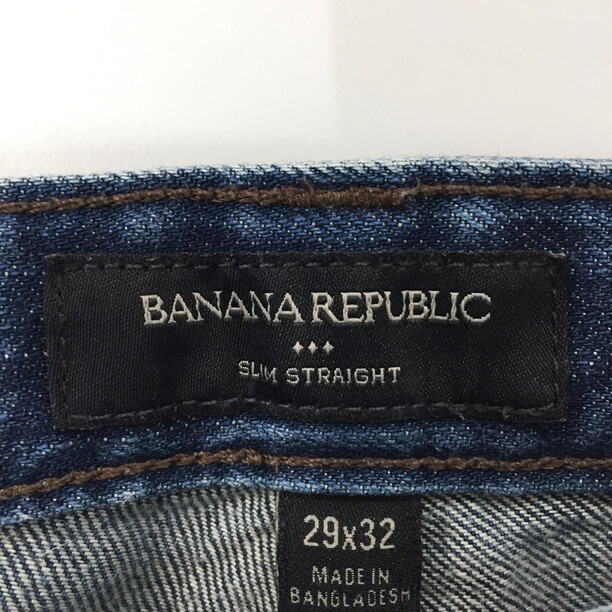 BANANA REPUBLIC
SLIM STRAIGHT
29x32
MADE IN
BANGLADESH